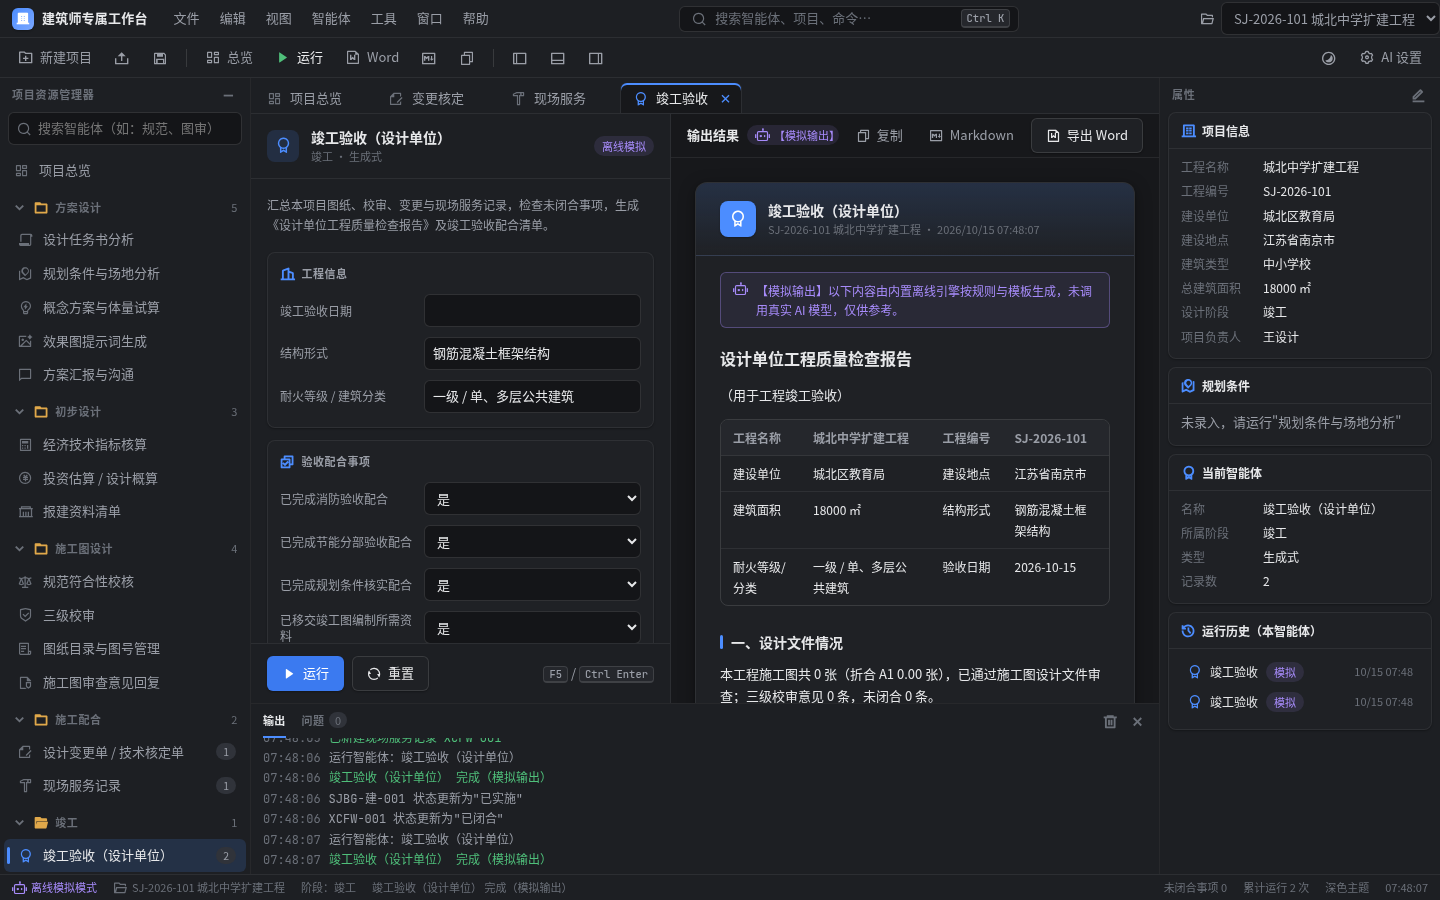 建筑师专属工作台
文件 编辑 视图 智能体 工具 窗口 帮助
搜索智能体、项目、命令… Ctrl K
SJ-2026-101 城北中学扩建工程
新建项目 总览 运行 Word
AI 设置
项目资源管理器
搜索智能体（如：规范、图审）
项目总览
方案设计 5
设计任务书分析
规划条件与场地分析
概念方案与体量试算
效果图提示词生成
方案汇报与沟通
初步设计 3
经济技术指标核算
投资估算 / 设计概算
报建资料清单
施工图设计 4
规范符合性校核
三级校审
图纸目录与图号管理
施工图审查意见回复
施工配合 2
设计变更单 / 技术核定单 1
现场服务记录 1
竣工 1
竣工验收（设计单位） 2
项目总览 变更核定 现场服务 竣工验收
竣工验收（设计单位）
竣工 · 生成式
离线模拟
汇总本项目图纸、校审、变更与现场服务记录，检查未闭合事项，生成
《设计单位工程质量检查报告》及竣工验收配合清单。
工程信息
竣工验收日期
结构形式 钢筋混凝土框架结构
耐火等级 / 建筑分类 一级 / 单、多层公共建筑
验收配合事项
已完成消防验收配合 是
已完成节能分部验收配合 是
已完成规划条件核实配合 是
已移交竣工图编制所需资
料
是
运行 重置 F5 / Ctrl Enter
输出结果 【模拟输出】 复制 Markdown 导出 Word
竣工验收（设计单位）
SJ-2026-101 城北中学扩建工程 · 2026/10/15 07:48:07
【模拟输出】以下内容由内置离线引擎按规则与模板生成，未调
用真实 AI 模型，仅供参考。
设计单位工程质量检查报告
（用于工程竣工验收）
工程名称 城北中学扩建工程 工程编号 SJ-2026-101
建设单位 城北区教育局 建设地点 江苏省南京市
建筑面积 18000 ㎡ 结构形式 钢筋混凝土框
架结构
耐火等级/ 一级 / 单、多层公 验收日期 2026-10-15
分类 共建筑
一、设计文件情况
本工程施工图共 0 张（折合 A1 0.00 张），已通过施工图设计文件审
查；三级校审意见 0 条，未闭合 0 条。
输出 问题 0
07:48:05 已新建现场服务记录 XCFW-001
07:48:06 运行智能体：竣工验收（设计单位）
07:48:06 竣工验收（设计单位） 完成（模拟输出）
07:48:06 SJBG-建-001 状态更新为"已实施"
07:48:06 XCFW-001 状态更新为"已闭合"
07:48:07 运行智能体：竣工验收（设计单位）
07:48:07 竣工验收（设计单位） 完成（模拟输出）
属性
项目信息
工程名称 城北中学扩建工程
工程编号 SJ-2026-101
建设单位 城北区教育局
建设地点 江苏省南京市
建筑类型 中小学校
总建筑面积 18000 ㎡
设计阶段 竣工
项目负责人 王设计
规划条件
未录入，请运行"规划条件与场地分析"
当前智能体
名称 竣工验收（设计单位）
所属阶段 竣工
类型 生成式
记录数 2
运行历史（本智能体）
竣工验收 模拟 10/15 07:48
竣工验收 模拟 10/15 07:48
离线模拟模式 SJ-2026-101 城北中学扩建工程 阶段：竣工 竣工验收（设计单位） 完成（模拟输出）
未闭合事项 0 累计运行 2 次 深色主题 07:48:07